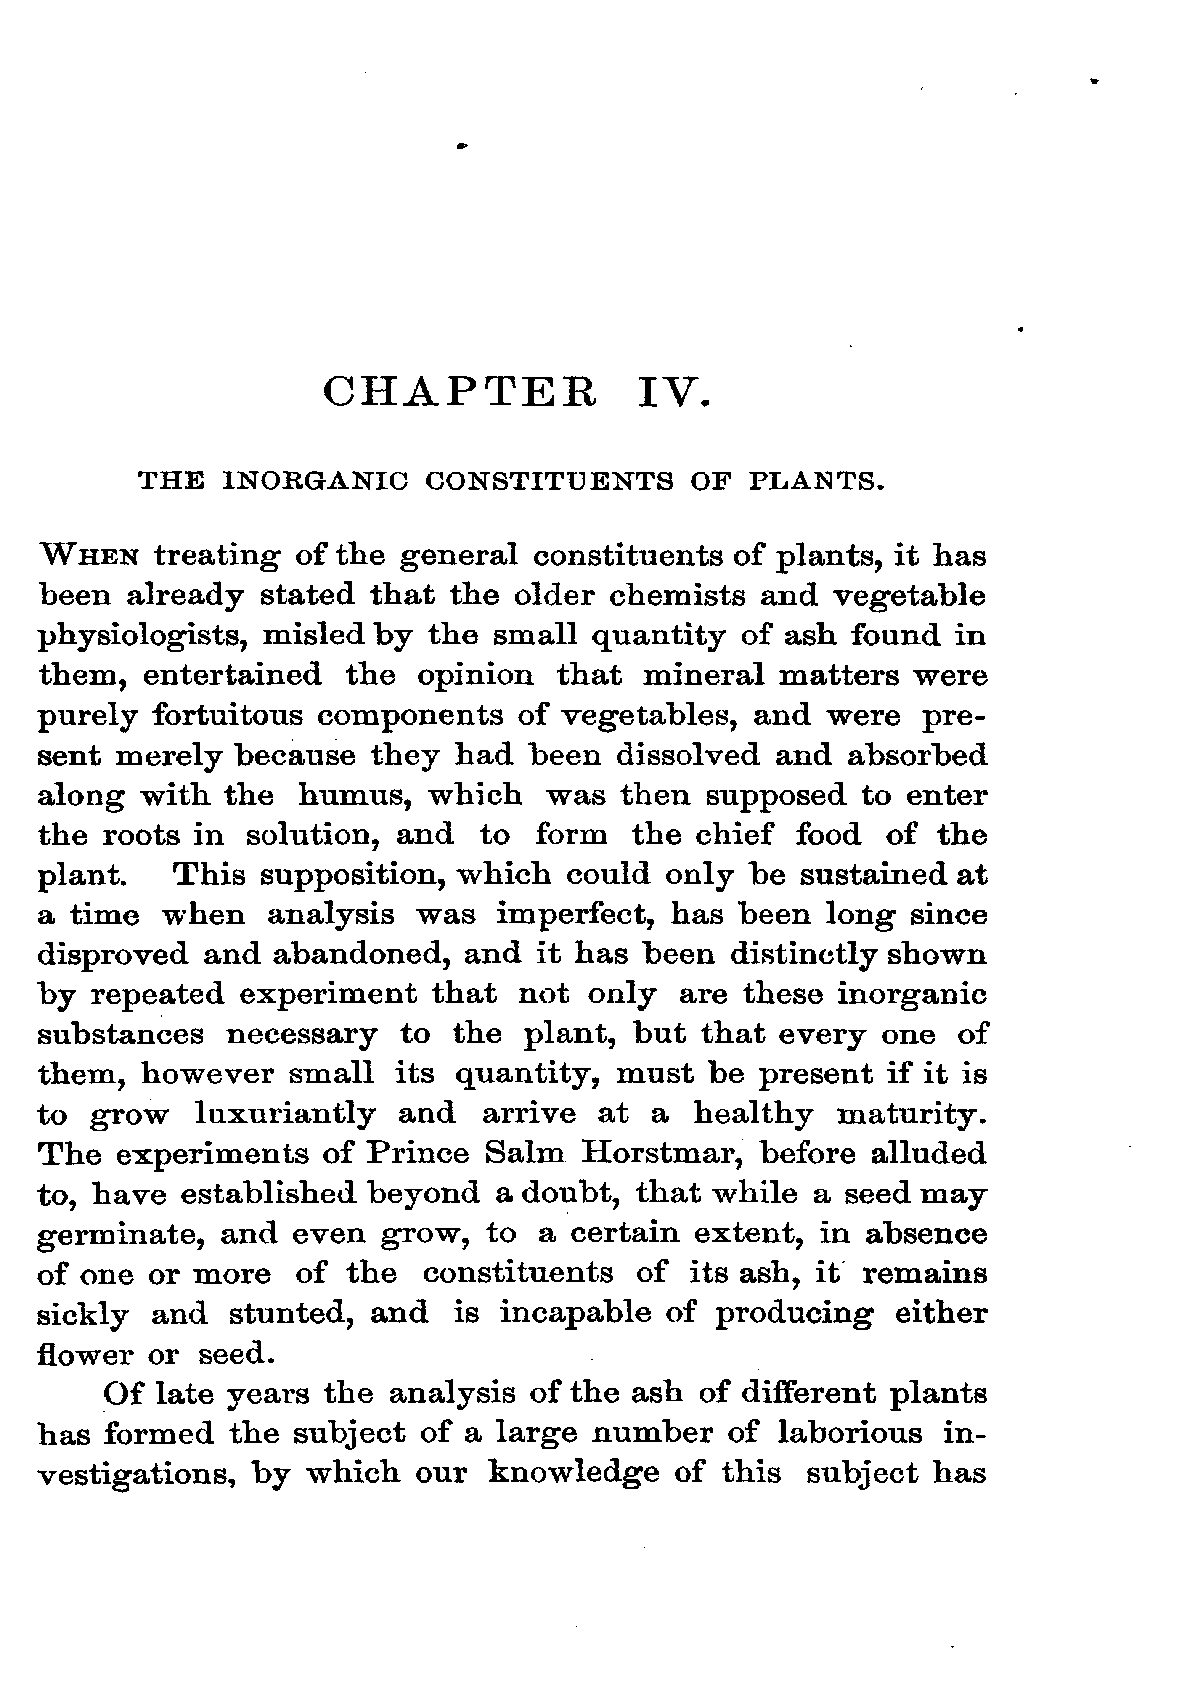 CHAPTER IV.
THE INORGANIC CONSTITUENTS OF PLANTS.
WHEN treating of the general constituents of plants, it has
been already stated that the older chemists and vegetable
physiologists, misled by the small quantity of ash found in
them, entertained the opinion that mineral matters were
purely fortuitous components of vegetables, and were pre-
sent merely because they had been dissolved and absorbed
along with the humus, which was then supposed to enter
the roots in solution, and to form the chief food of the
plant. This supposition, which could only be sustained at
a time when analysis was imperfect, has been long since
disproved and abandoned, and it has been distinctly shown
by repeated experiment that not only are these inorganic
substances necessary to the plant, but that every one of
them, however small its quantity, must be present if it is
to grow luxuriantly and arrive at a healthy maturity.
The experiments of Prince Salm Horstmar, before alluded
to, have established beyond a doubt, that while a seed may
germinate, and even grow, to a certain extent, in absence
of one or more of the constituents of its ash, it remains
sickly and stunted, and is incapable of producing either
flower or seed.
Of late years the analysis of the ash of different plants
has formed the subject of a large number of laborious in-
vestigations, by which our knowledge of this subject has